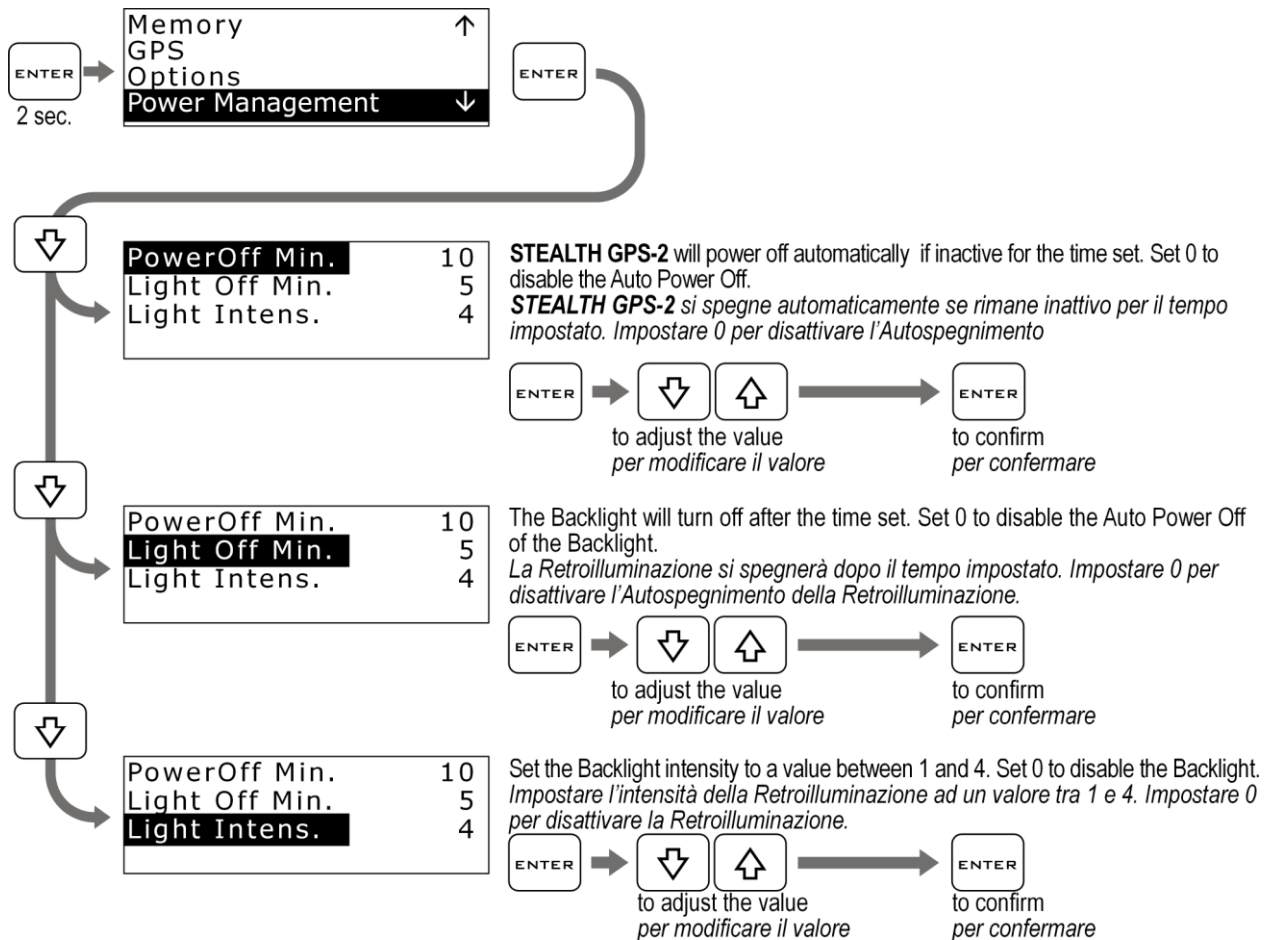 Memory ↑
GPS
Options
Power Management ↓
ENTER
2 sec.
ENTER
PowerOff Min. 10
Light Off Min. 5
Light Intens. 4
STEALTH GPS-2 will power off automatically if inactive for the time set. Set 0 to
disable the Auto Power Off.
STEALTH GPS-2 si spegne automaticamente se rimane inattivo per il tempo
impostato. Impostare 0 per disattivare l'Autospegnimento
ENTER
ENTER
to adjust the value
per modificare il valore
to confirm
per confermare
PowerOff Min. 10
Light Off Min. 5
Light Intens. 4
The Backlight will turn off after the time set. Set 0 to disable the Auto Power Off
of the Backlight.
La Retroilluminazione si spegnerà dopo il tempo impostato. Impostare 0 per
disattivare l'Autospegnimento della Retroilluminazione.
ENTER
ENTER
to adjust the value
per modificare il valore
to confirm
per confermare
PowerOff Min. 10
Light Off Min. 5
Light Intens. 4
Set the Backlight intensity to a value between 1 and 4. Set 0 to disable the Backlight.
Impostare l'intensità della Retroilluminazione ad un valore tra 1 e 4. Impostare 0
per disattivare la Retroilluminazione.
ENTER
ENTER
to adjust the value
per modificare il valore
to confirm
per confermare